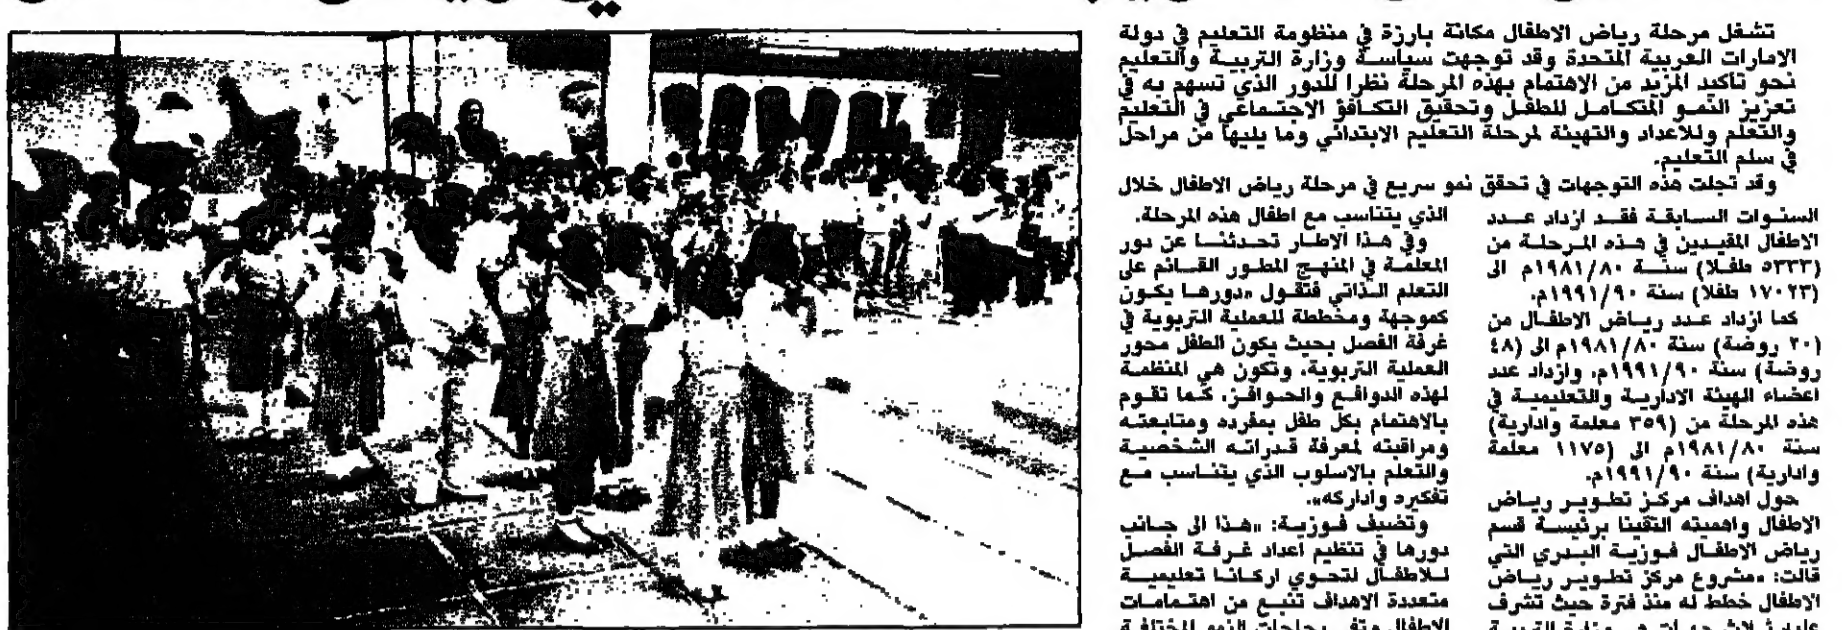 تشغل مرحلة رياض الاطفال مكانة بارزة في منظومة التعليم في دولة
الامارات العربية المتحدة وقد توجهت سياسة وزارة التربية والتعليم
نحو تأكيد المزيد من الاهتمام بهذه المرحلة نظرا للدور الذي تسهم به في
تعزيز النمو المتكامل للطفل وتحقيق التكافؤ الاجتماعي في التعليم
والتعلم وللاعداد والتهيئة لمرحلة التعليم الابتدائي وما يليها من مراحل
في سلم التعليم.
وقد تجلت هذه التوجهات في تحقق نمو سريع في مرحلة رياض الاطفال خلال
السنوات السابقة فقد ازداد عدد
الاطفال المقيدين في هذه المرحلة من
(٥٣٣٣ طفلا) سنة ١٩٨١/٨٠م الى
(١٧٠٢٣ طفلا) سنة ١٩٩١/٩٠م.
كما ازداد عدد رياض الاطفال من
(٢٠ روضة) سنة ١٩٨١/٨٠م الى (٤٨
روضة) سنة ١٩٩١/٩٠م. وازداد عدد
اعضاء الهيئة الادارية والتعليمية في
هذه المرحلة من (٣٥٩ معلمة وادارية)
سنة ١٩٨١/٨٠م الى (١١٧٥ معلمة
وادارية) سنة ١٩٩١/٩٠م.
حول اهداف مركز تطوير رياض
الاطفال واهميته التقينا برئيسة قسم
رياض الاطفال فوزية البدري التي
قالت: «مشروع مركز تطوير رياض
الاطفال خطط له منذ فترة حيث تشرف
الذي يتناسب مع اطفال هذه المرحلة.
وفي هذا الاطار تحدثنا عن دور
المعلمة في المنهج المطور القائم على
التعلم الذاتي فتقول «دورها يكون
كموجهة ومخططة للعملية التربوية في
غرفة الفصل بحيث يكون الطفل محور
العملية التربوية. وتكون هي المنظمة
لهذه الدوافع والحوافز. كما تقوم
بالاهتمام بكل طفل بمفرده ومتابعته
ومراقبته لمعرفة قدراته الشخصية
والتعلم بالاسلوب الذي يتناسب مع
تفكيره واداركه».
وتضيف فوزية: «هذا الى جانب
دورها في تنظيم اعداد غرفة الفصل
للاطفال لتحوي اركانا تعليمية
متعددة الاهداف تنبع من اهتمامات